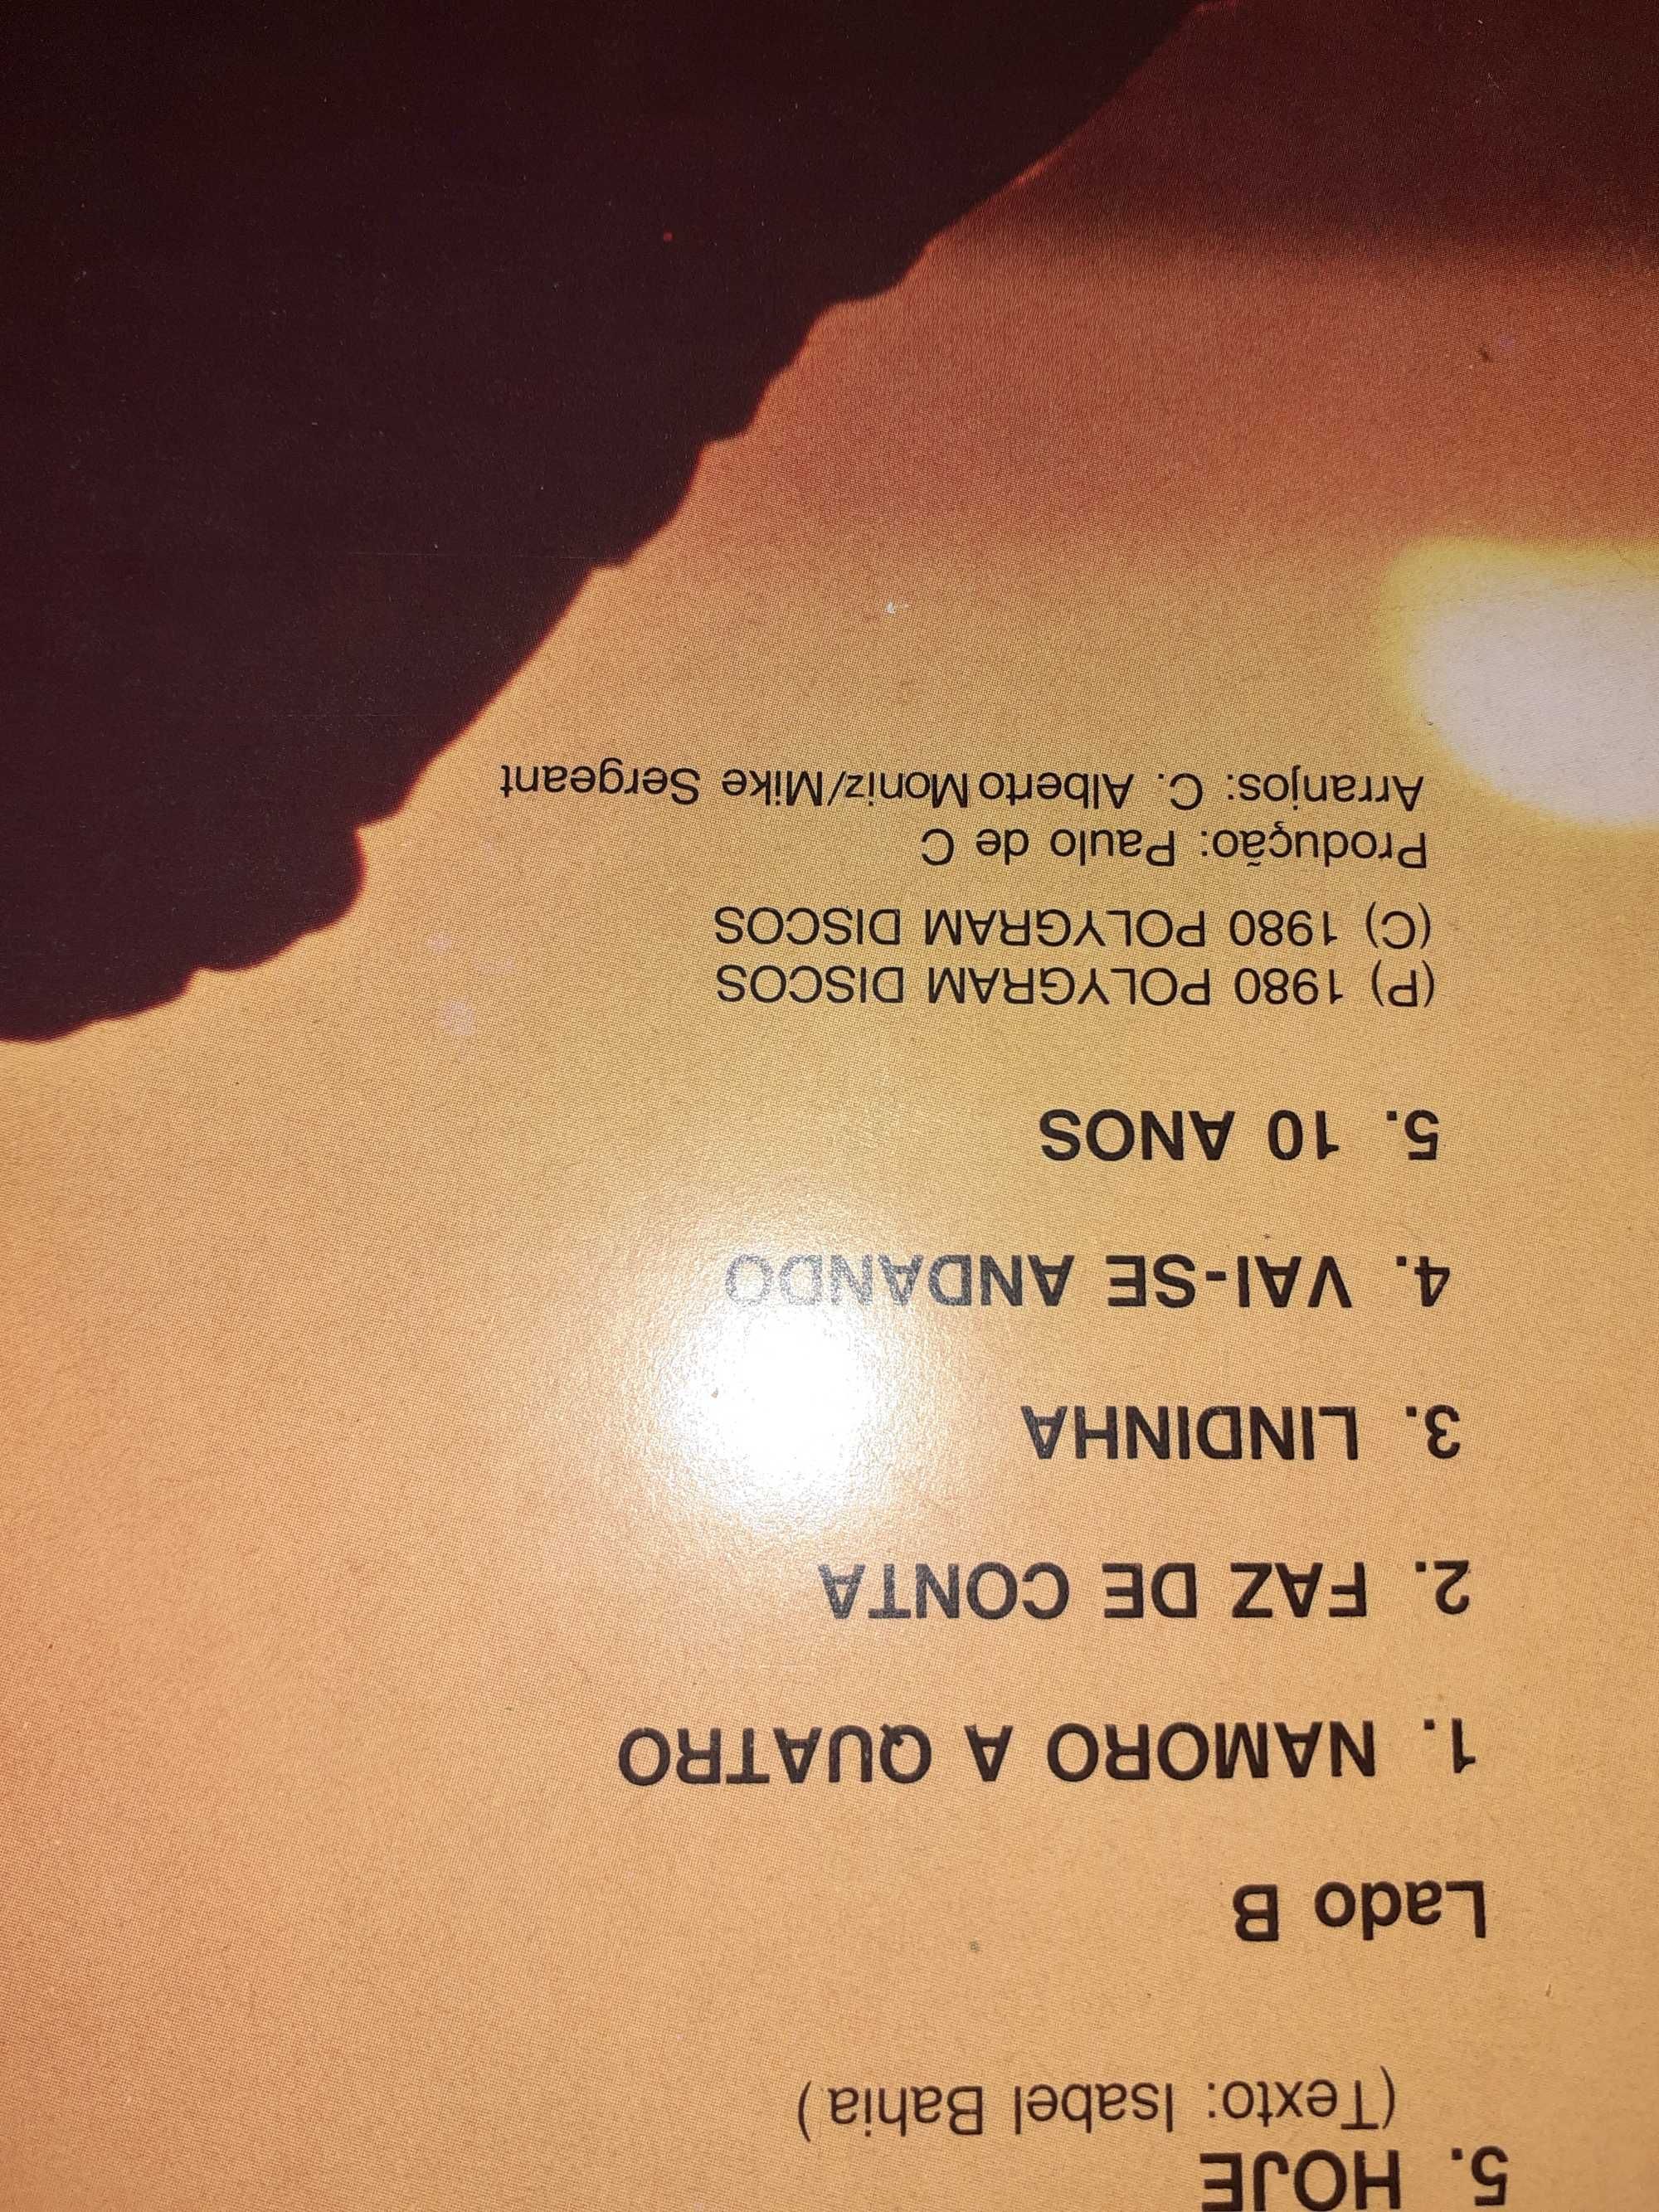 5. HOJE
(Texto: Isabel Bahia)
Lado B
1. NAMORO A QUATRO
2. FAZ DE CONTA
3. LINDINHA
4. VAI-SE ANDANDO
5. 10 ANOS
(P) 1980 POLYGRAM DISCOS
(C) 1980 POLYGRAM DISCOS
Produção: Paulo de C
Arranjos: C. Alberto Moniz/Mike Sergeant